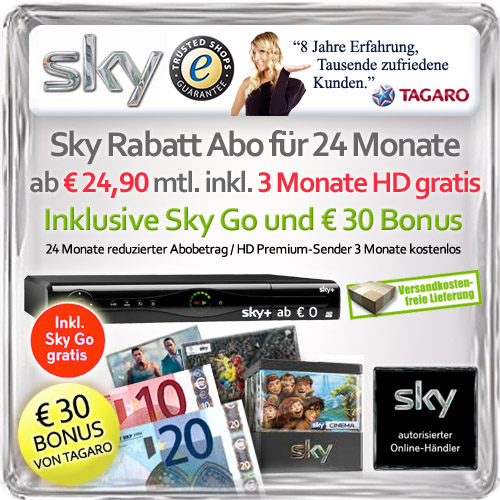 sky
TRUSTED SHOPS
e
GUARANTEE
“8 Jahre Erfahrung,
Tausende zufriedene
Kunden.”
TAGARO
Sky Rabatt Abo für 24 Monate
ab € 24,90 mtl. inkl. 3 Monate HD gratis
Inklusive Sky Go und € 30 Bonus
24 Monate reduzierter Abobetrag / HD Premium-Sender 3 Monate kostenlos
sky+
sky+ ab € 0
Versandkosten-
freie Lieferung
Inkl.
Sky Go
gratis
sky
€ 30
BONUS
VON TAGARO
10
20
sky CINEMA
sky
sky
autorisierter
Online-Händler